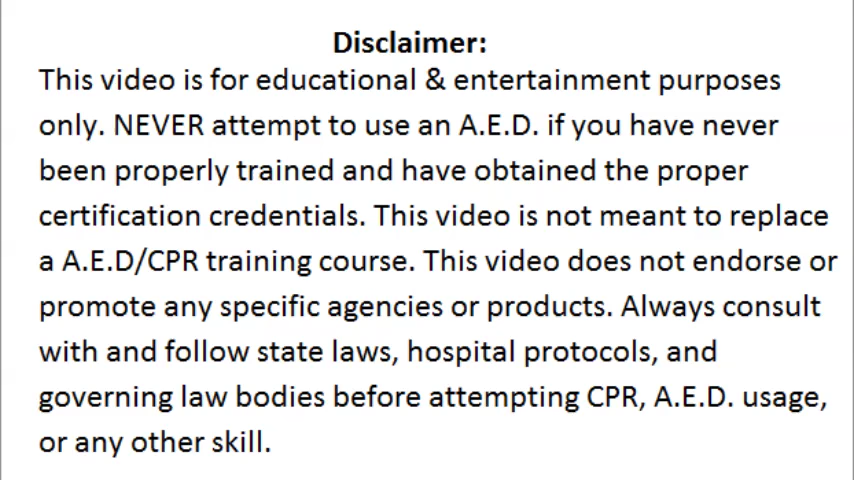 Disclaimer:
This video is for educational & entertainment purposes
only. NEVER attempt to use an A.E.D. if you have never
been properly trained and have obtained the proper
certification credentials. This video is not meant to replace
a A.E.D/CPR training course. This video does not endorse or
promote any specific agencies or products. Always consult
with and follow state laws, hospital protocols, and
governing law bodies before attempting CPR, A.E.D. usage,
or any other skill.